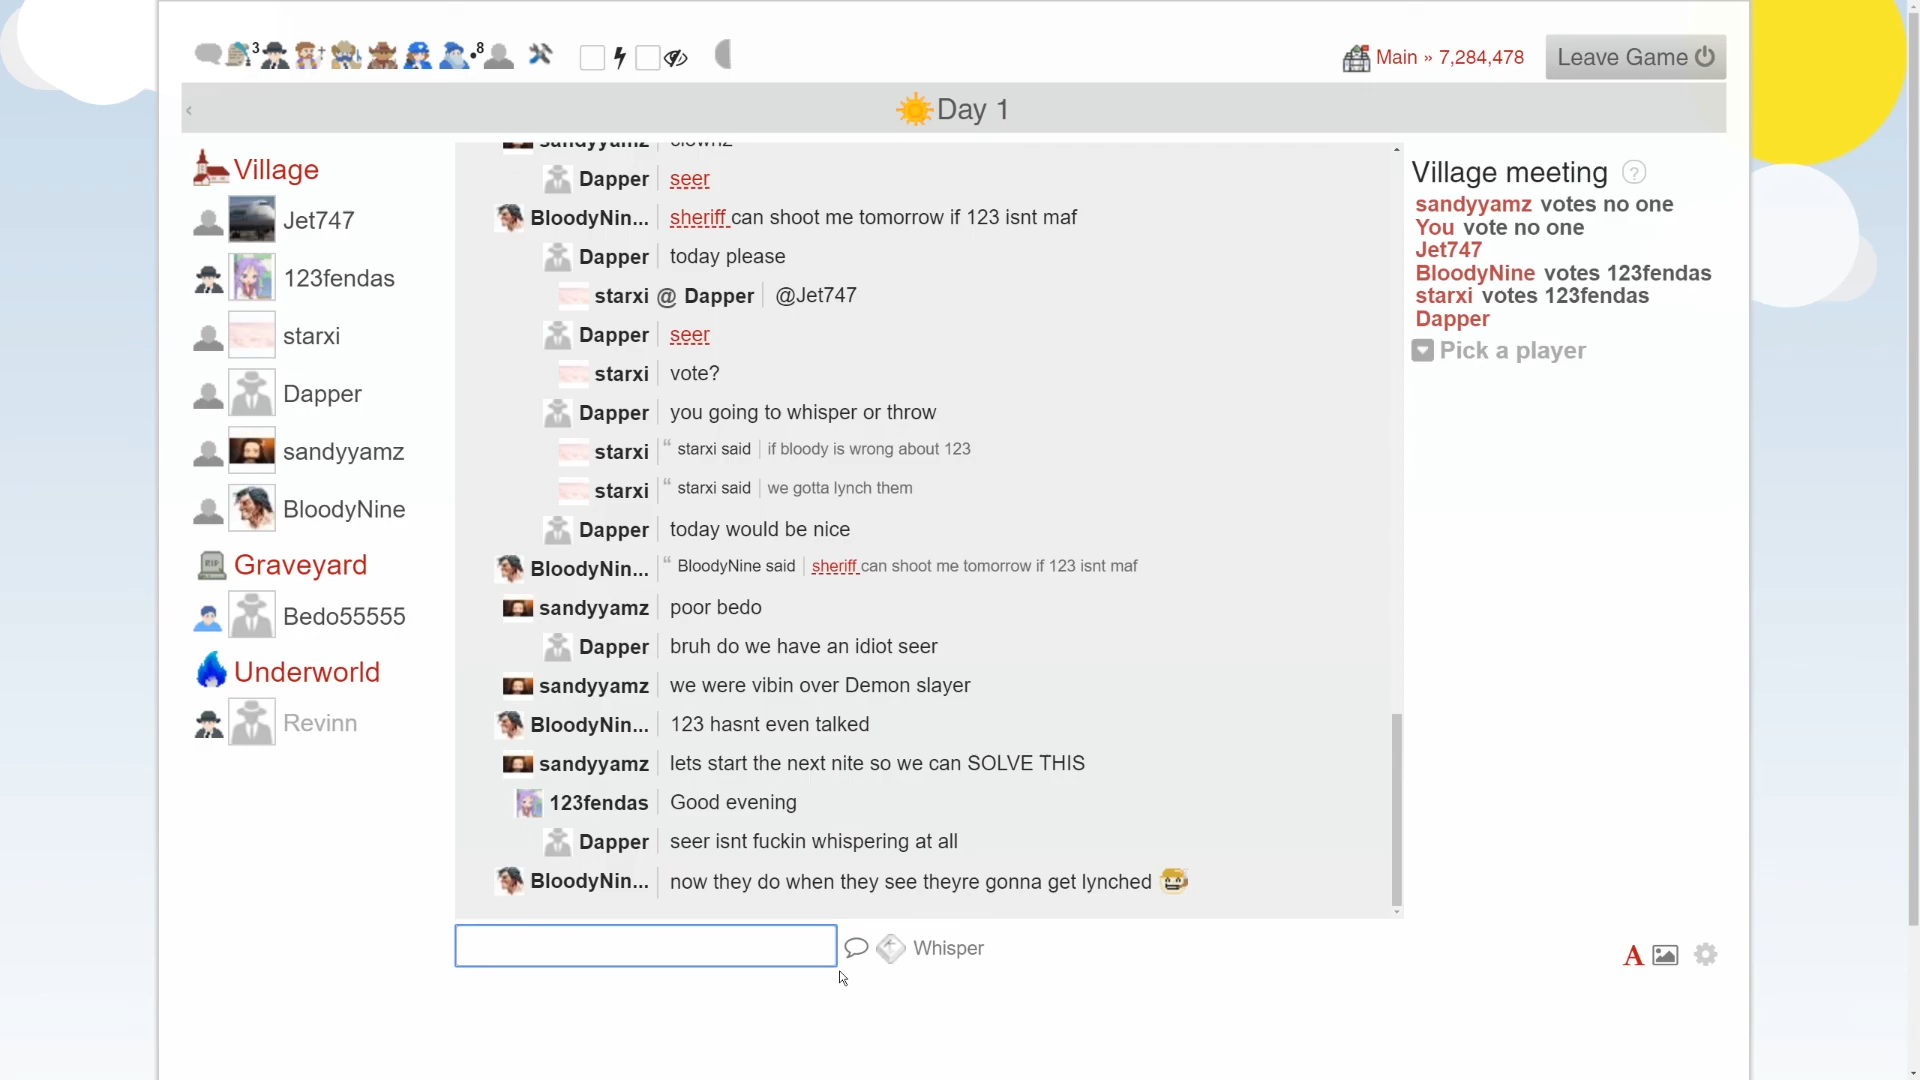 3
8
Main » 7,284,478
Leave Game
‹
Day 1
Village
Jet747
123fendas
starxi
Dapper
sandyyamz
BloodyNine
Graveyard
RIP
Bedo55555
Underworld
Revinn
Dapper seer
BloodyNin... sheriff can shoot me tomorrow if 123 isnt maf
Dapper today please
starxi @ Dapper @Jet747
Dapper seer
starxi vote?
Dapper you going to whisper or throw
starxi “ starxi said if bloody is wrong about 123
starxi “ starxi said we gotta lynch them
Dapper today would be nice
BloodyNin... “ BloodyNine said sheriff can shoot me tomorrow if 123 isnt maf
sandyyamz poor bedo
Dapper bruh do we have an idiot seer
sandyyamz we were vibin over Demon slayer
BloodyNin... 123 hasnt even talked
sandyyamz lets start the next nite so we can SOLVE THIS
123fendas Good evening
Dapper seer isnt fuckin whispering at all
BloodyNin... now they do when they see theyre gonna get lynched
Whisper
Village meeting ?
sandyyamz votes no one
You vote no one
Jet747
BloodyNine votes 123fendas
starxi votes 123fendas
Dapper
Pick a player
A